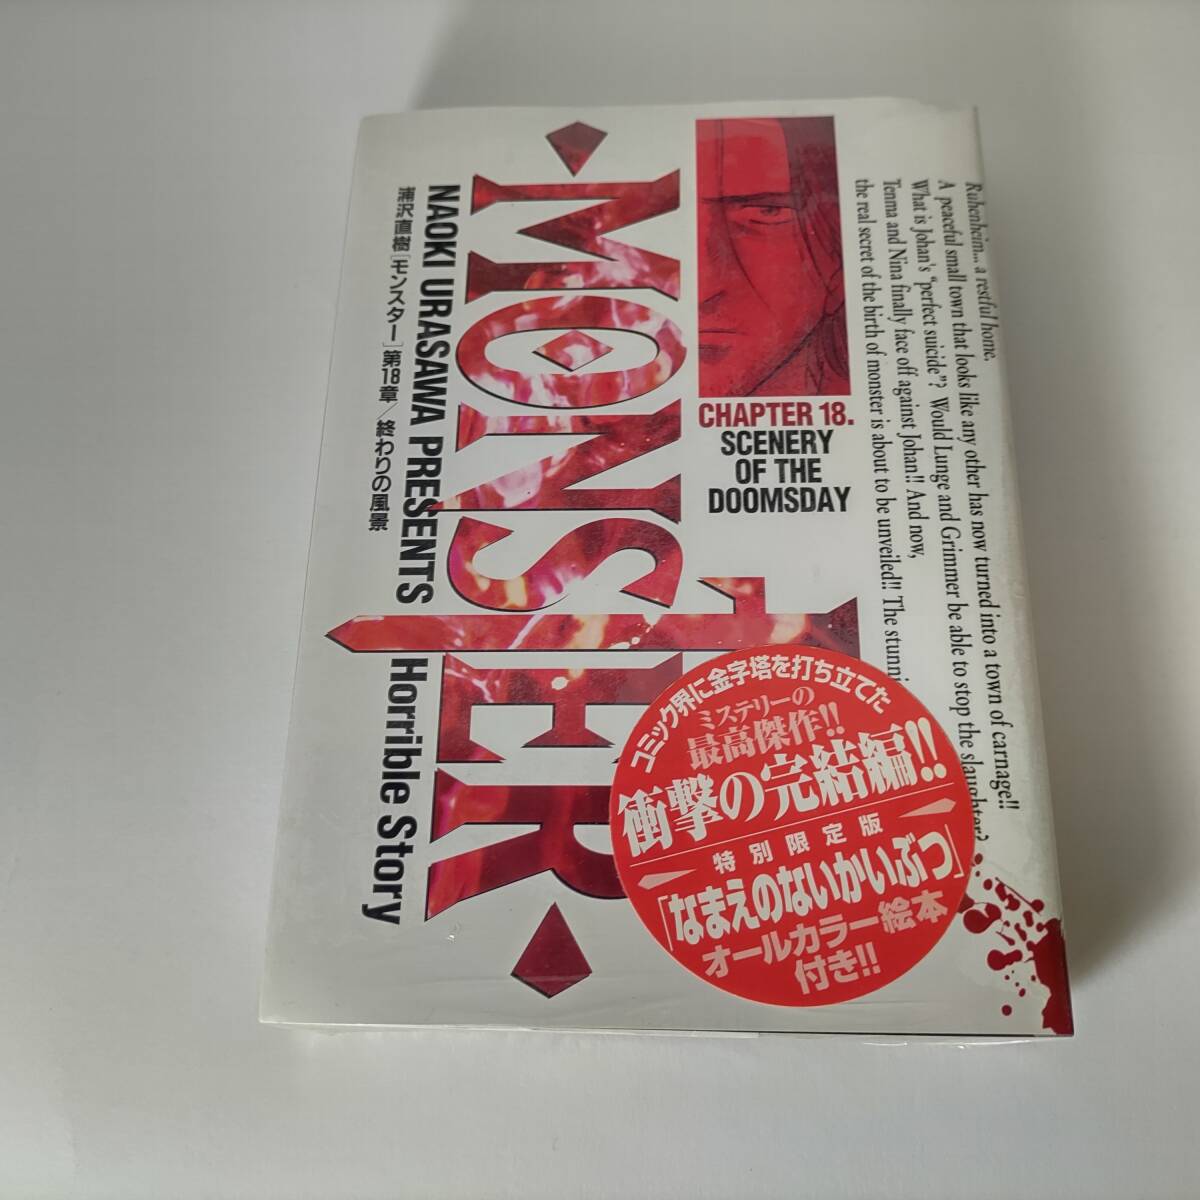 Ruhenheim... a restful home.
A peaceful small town that looks like any other has now turned into a town of carnage!!
What is Johan's "perfect suicide"? Would Lunge and Grimmer be able to stop the slaughter?
Tenma and Nina finally face off against Johan!! And now,
the real secret of the birth of monster is about to be unveiled!! The stunni
CHAPTER 18.
SCENERY
OF THE
DOOMSDAY
MONSTER
NAOKI URASAWA PRESENTS Horrible Story
浦沢直樹[モンスター]第18章/終わりの風景
コミック界に金字塔を打ち立てた
ミステリーの
最高傑作!!
衝撃の完結編!!
特別限定版
「なまえのないかいぶつ」
オールカラー絵本
付き!!